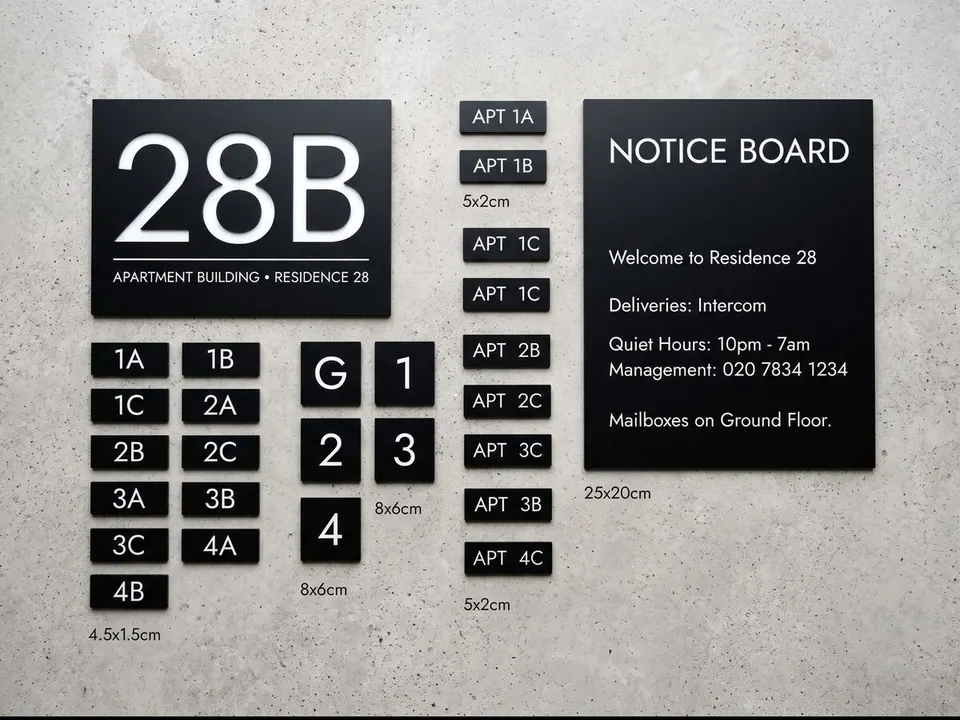 28B
APARTMENT BUILDING • RESIDENCE 28
1A 1B
1C 2A
2B 2C
3A 3B
3C 4A
4B
4.5x1.5cm
G 1
2 3
8x6cm
4
8x6cm
APT 1A
APT 1B
5x2cm
APT 1C
APT 1C
APT 2B
APT 2C
APT 3C
APT 3B
APT 4C
5x2cm
NOTICE BOARD
Welcome to Residence 28
Deliveries: Intercom
Quiet Hours: 10pm - 7am
Management: 020 7834 1234
Mailboxes on Ground Floor.
25x20cm